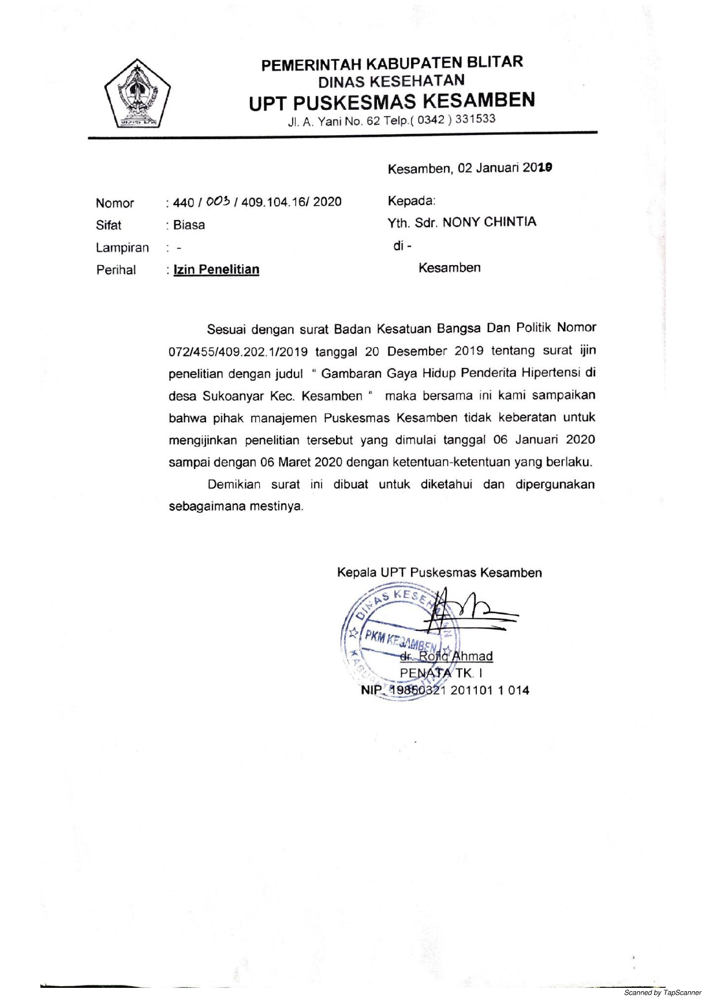 PEMERINTAH KABUPATEN BLITAR
DINAS KESEHATAN
UPT PUSKESMAS KESAMBEN
Jl. A. Yani No. 62 Telp.( 0342 ) 331533
KABUPATEN BLITAR
Kesamben, 02 Januari 20
Nomor : 440 / 003 / 409.104.16/ 2020
Sifat : Biasa
Lampiran : -
Perihal : Izin Penelitian
Kepada:
Yth. Sdr. NONY CHINTIA
di -
Kesamben
Sesuai dengan surat Badan Kesatuan Bangsa Dan Politik Nomor
072/455/409.202.1/2019 tanggal 20 Desember 2019 tentang surat ijin
penelitian dengan judul “ Gambaran Gaya Hidup Penderita Hipertensi di
desa Sukoanyar Kec. Kesamben “ maka bersama ini kami sampaikan
bahwa pihak manajemen Puskesmas Kesamben tidak keberatan untuk
mengijinkan penelitian tersebut yang dimulai tanggal 06 Januari 2020
sampai dengan 06 Maret 2020 dengan ketentuan-ketentuan yang berlaku.
Demikian surat ini dibuat untuk diketahui dan dipergunakan
sebagaimana mestinya.
Kepala UPT Puskesmas Kesamben
DINAS KESEHATAN
PKM KESAMBEN
KABUPATEN BLITAR
dr. Rofiq Ahmad
PENATA TK. I
NIP. 19850321 201101 1 014
Scanned by TapScanner